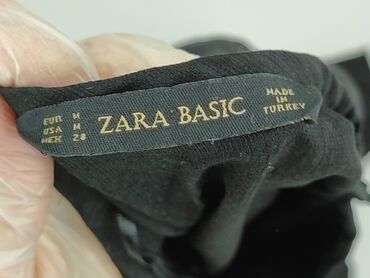 EUR M
USA M
MEX 28
ZARA BASIC
MADE
IN
TURKEY